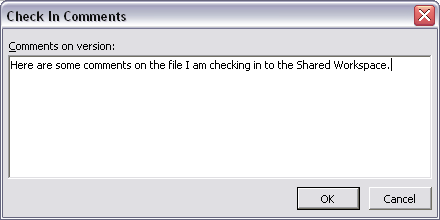 Check In Comments
Comments on version:
Here are some comments on the file I am checking in to the Shared Workspace.
OK Cancel